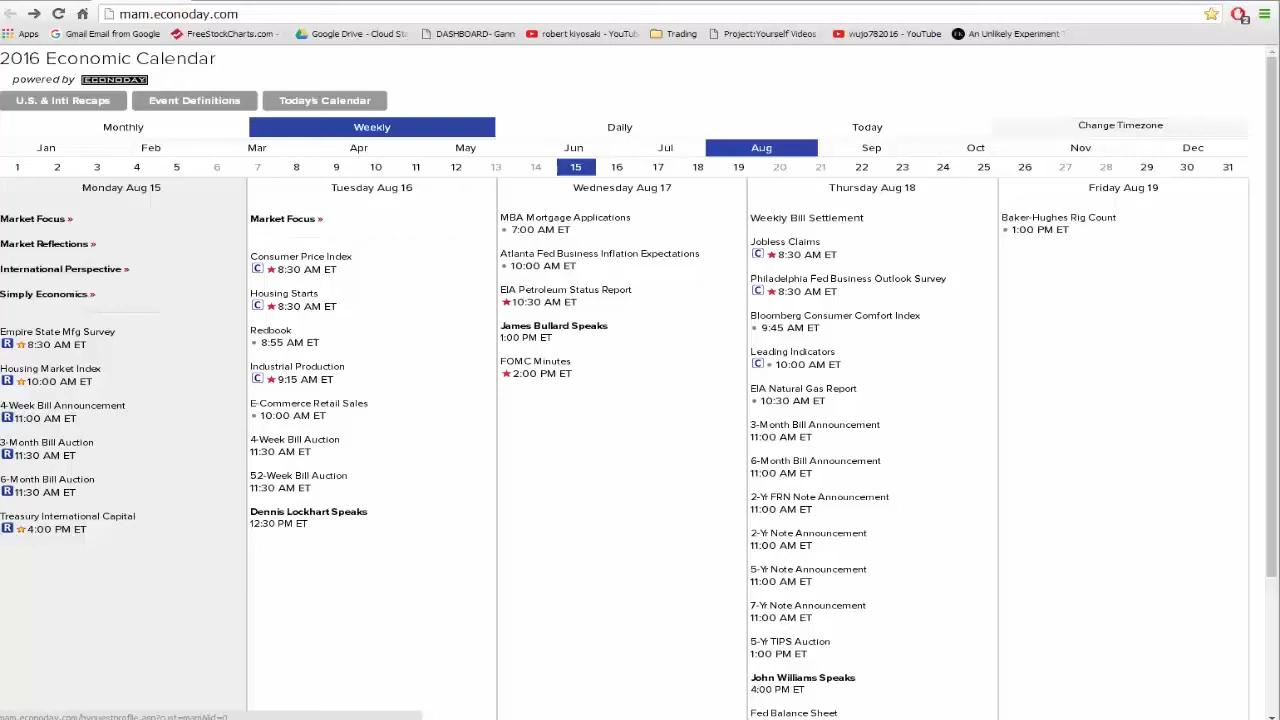 mam.econoday.com
Apps Gmail Email from Google FreeStockCharts.com - Google Drive - Cloud St DASHBOARD- Gann robert kiyosaki - YouTub Trading Project:Yourself Videos wujo782016 - YouTube An Unlikely Experiment
2016 Economic Calendar
powered by ECONODAY
U.S. & Intl Recaps Event Definitions Today's Calendar
Monthly Weekly Daily Today Change Timezone
Jan Feb Mar Apr May Jun Jul Aug Sep Oct Nov Dec
1 2 3 4 5 6 7 8 9 10 11 12 13 14 15 16 17 18 19 20 21 22 23 24 25 26 27 28 29 30 31
Monday Aug 15
Market Focus »
Market Reflections »
International Perspective »
Simply Economics »
Empire State Mfg Survey
R ★8:30 AM ET
Housing Market Index
R ★10:00 AM ET
4-Week Bill Announcement
R 11:00 AM ET
3-Month Bill Auction
R 11:30 AM ET
6-Month Bill Auction
R 11:30 AM ET
Treasury International Capital
R ★4:00 PM ET
Tuesday Aug 16
Market Focus »
Consumer Price Index
C ★8:30 AM ET
Housing Starts
C ★8:30 AM ET
Redbook
• 8:55 AM ET
Industrial Production
C ★9:15 AM ET
E-Commerce Retail Sales
• 10:00 AM ET
4-Week Bill Auction
11:30 AM ET
52-Week Bill Auction
11:30 AM ET
Dennis Lockhart Speaks
12:30 PM ET
Wednesday Aug 17
MBA Mortgage Applications
• 7:00 AM ET
Atlanta Fed Business Inflation Expectations
• 10:00 AM ET
EIA Petroleum Status Report
★10:30 AM ET
James Bullard Speaks
1:00 PM ET
FOMC Minutes
★2:00 PM ET
Thursday Aug 18
Weekly Bill Settlement
Jobless Claims
C ★8:30 AM ET
Philadelphia Fed Business Outlook Survey
C ★8:30 AM ET
Bloomberg Consumer Comfort Index
• 9:45 AM ET
Leading Indicators
C • 10:00 AM ET
EIA Natural Gas Report
• 10:30 AM ET
3-Month Bill Announcement
11:00 AM ET
6-Month Bill Announcement
11:00 AM ET
2-Yr FRN Note Announcement
11:00 AM ET
2-Yr Note Announcement
11:00 AM ET
5-Yr Note Announcement
11:00 AM ET
7-Yr Note Announcement
11:00 AM ET
5-Yr TIPS Auction
1:00 PM ET
John Williams Speaks
4:00 PM ET
Fed Balance Sheet
Friday Aug 19
Baker-Hughes Rig Count
• 1:00 PM ET